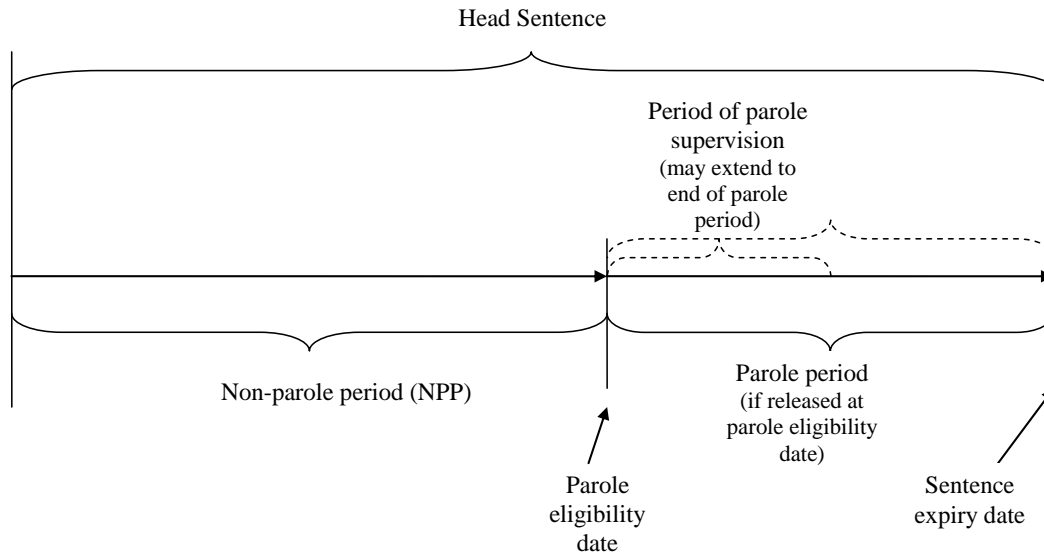 Head Sentence
Period of parole
supervision
(may extend to
end of parole
period)
Non-parole period (NPP)
Parole period
(if released at
parole eligibility
date)
Parole
eligibility
date
Sentence
expiry date